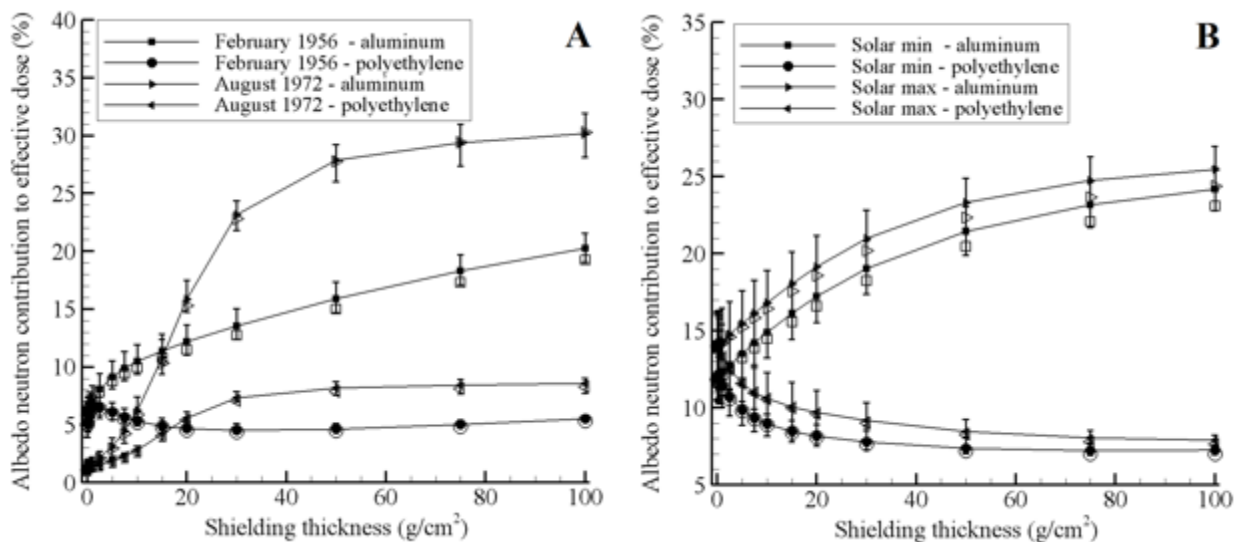 A
Albedo neutron contribution to effective dose (%)
40
35
30
25
20
15
10
5
0
February 1956 - aluminum
February 1956 - polyethylene
August 1972 - aluminum
August 1972 - polyethylene
0 20 40 60 80 100
Shielding thickness (g/cm²)
B
Albedo neutron contribution to effective dose (%)
35
30
25
20
15
10
5
Solar min - aluminum
Solar min - polyethylene
Solar max - aluminum
Solar max - polyethylene
0 20 40 60 80 100
Shielding thickness (g/cm²)